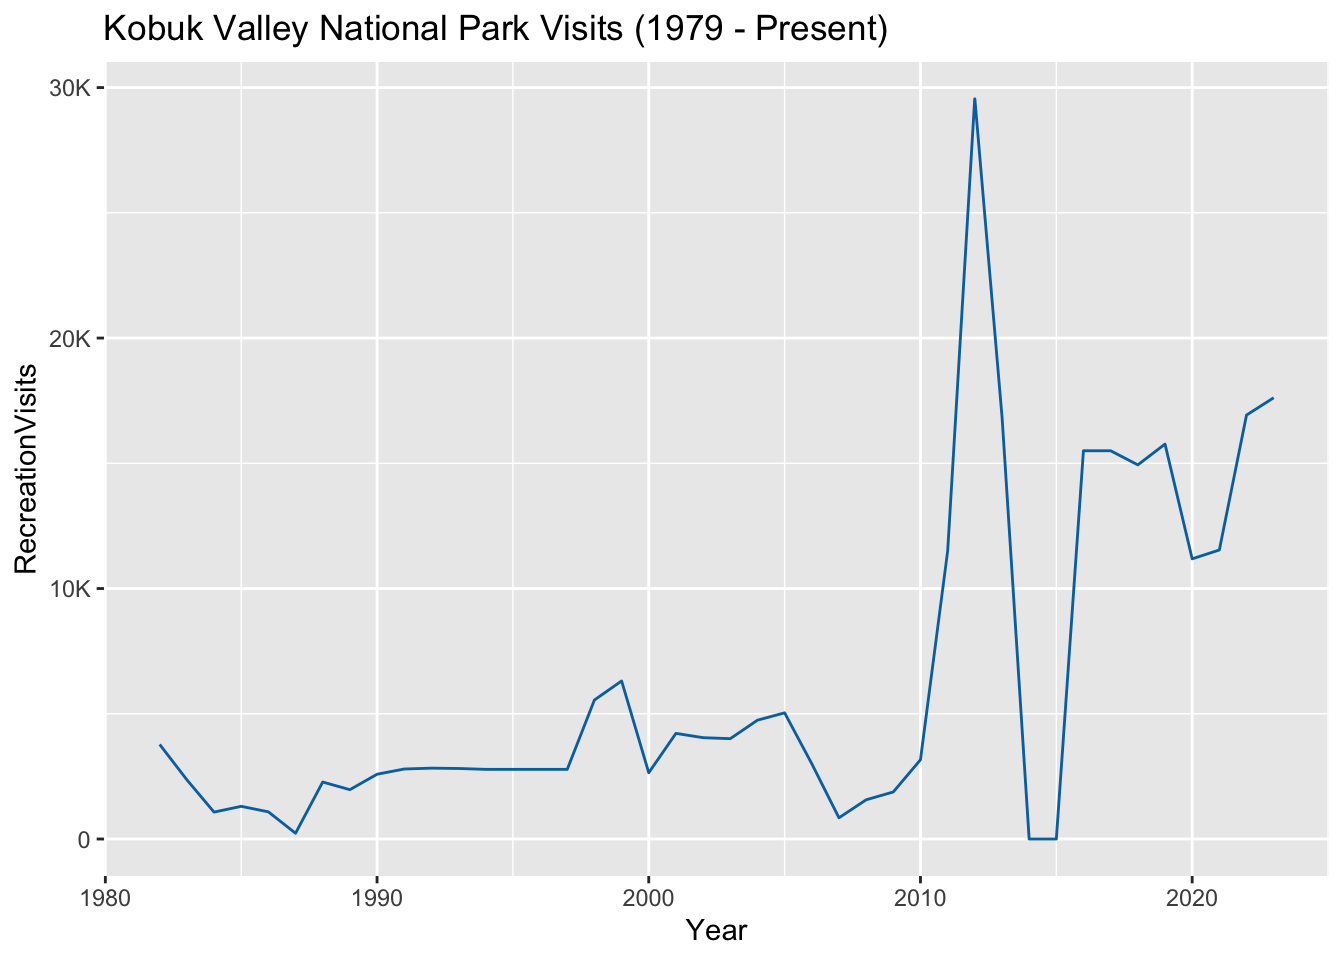 Kobuk Valley National Park Visits (1979 - Present)
30K
20K
10K
0
RecreationVisits
1980
1990
2000
2010
2020
Year